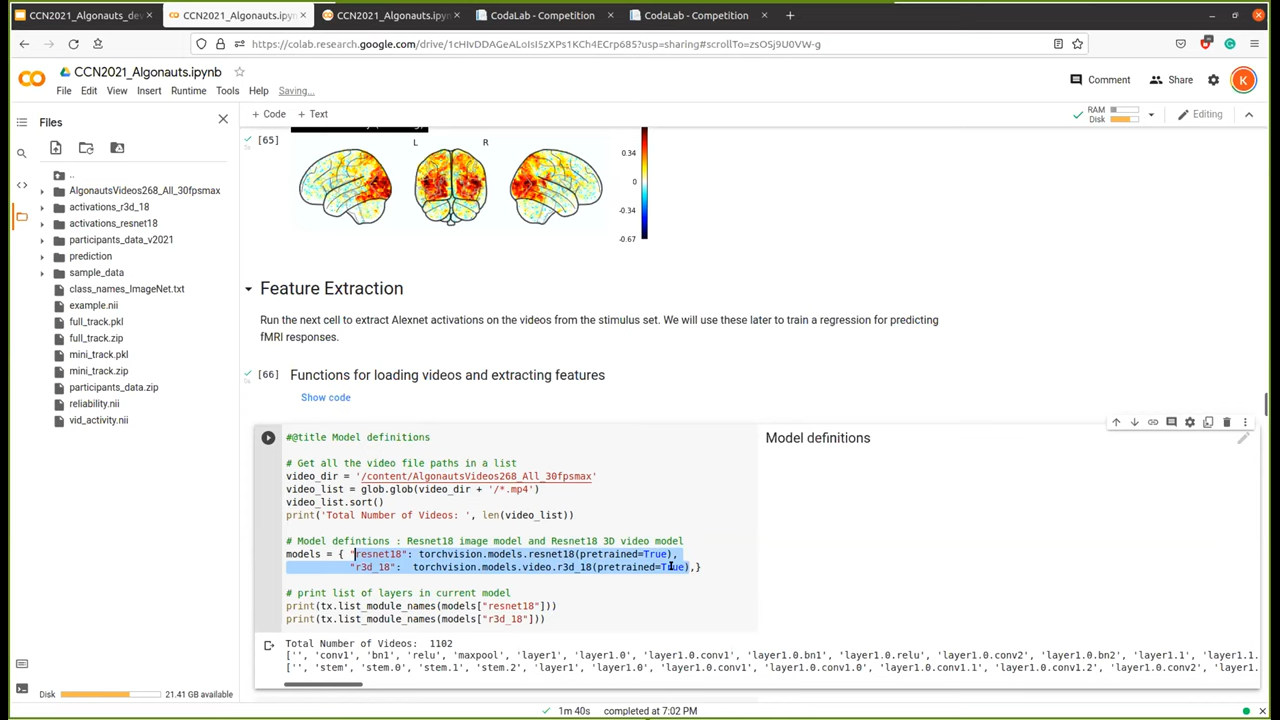 CCN2021_Algonauts_de
CCN2021_Algonauts.ipyn
CCN2021_Algonauts.ipyn
CodaLab - Competition
CodaLab - Competition
https://colab.research.google.com/drive/1cHIvDDAGeALoIsI5zXPs1KCh4ECrp685?usp=sharing#scrollTo=zsOSj9U0VW-g
CCN2021_Algonauts.ipynb
File Edit View Insert Runtime Tools Help Saving...
Comment Share K
Files
+ Code + Text
RAM
Disk
Editing
..
AlgonautsVideos268_All_30fpsmax
activations_r3d_18
activations_resnet18
participants_data_v2021
prediction
sample_data
class_names_ImageNet.txt
example.nii
full_track.pkl
full_track.zip
mini_track.pkl
mini_track.zip
participants_data.zip
reliability.nii
vid_activity.nii
Disk 21.41 GB available
[65]
L R
0.34
0
-0.34
-0.67
Feature Extraction
Run the next cell to extract Alexnet activations on the videos from the stimulus set. We will use these later to train a regression for predicting
fMRI responses.
[66] Functions for loading videos and extracting features
Show code
#@title Model definitions
Model definitions
# Get all the video file paths in a list
video_dir = '/content/AlgonautsVideos268_All_30fpsmax'
video_list = glob.glob(video_dir + '/*.mp4')
video_list.sort()
print('Total Number of Videos: ', len(video_list))
# Model defintions : Resnet18 image model and Resnet18 3D video model
models = { "resnet18": torchvision.models.resnet18(pretrained=True),
"r3d_18": torchvision.models.video.r3d_18(pretrained=True),}
# print list of layers in current model
print(tx.list_module_names(models["resnet18"]))
print(tx.list_module_names(models["r3d_18"]))
Total Number of Videos: 1102
['', 'conv1', 'bn1', 'relu', 'maxpool', 'layer1', 'layer1.0', 'layer1.0.conv1', 'layer1.0.bn1', 'layer1.0.relu', 'layer1.0.conv2', 'layer1.0.bn2', 'layer1.1', 'layer1.1.
['', 'stem', 'stem.0', 'stem.1', 'stem.2', 'layer1', 'layer1.0', 'layer1.0.conv1', 'layer1.0.conv1.0', 'layer1.0.conv1.1', 'layer1.0.conv1.2', 'layer1.0.conv2', 'layer1.0.
1m 40s completed at 7:02 PM